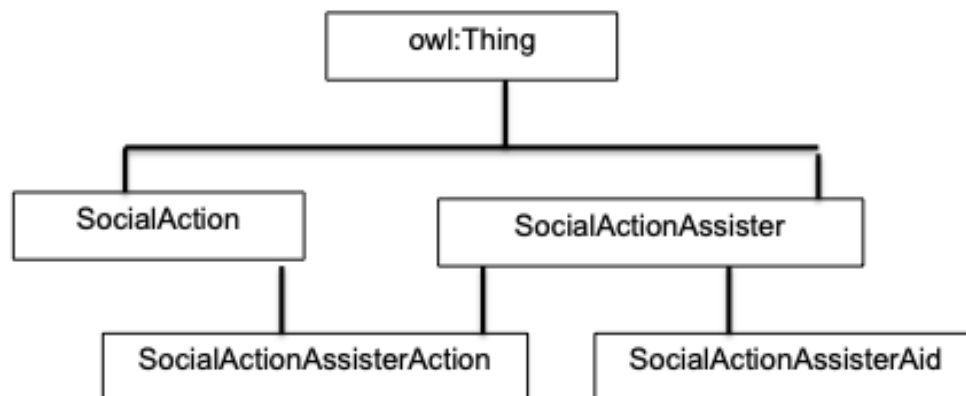 owl:Thing
SocialAction
SocialActionAssister
SocialActionAssisterAction
SocialActionAssisterAid